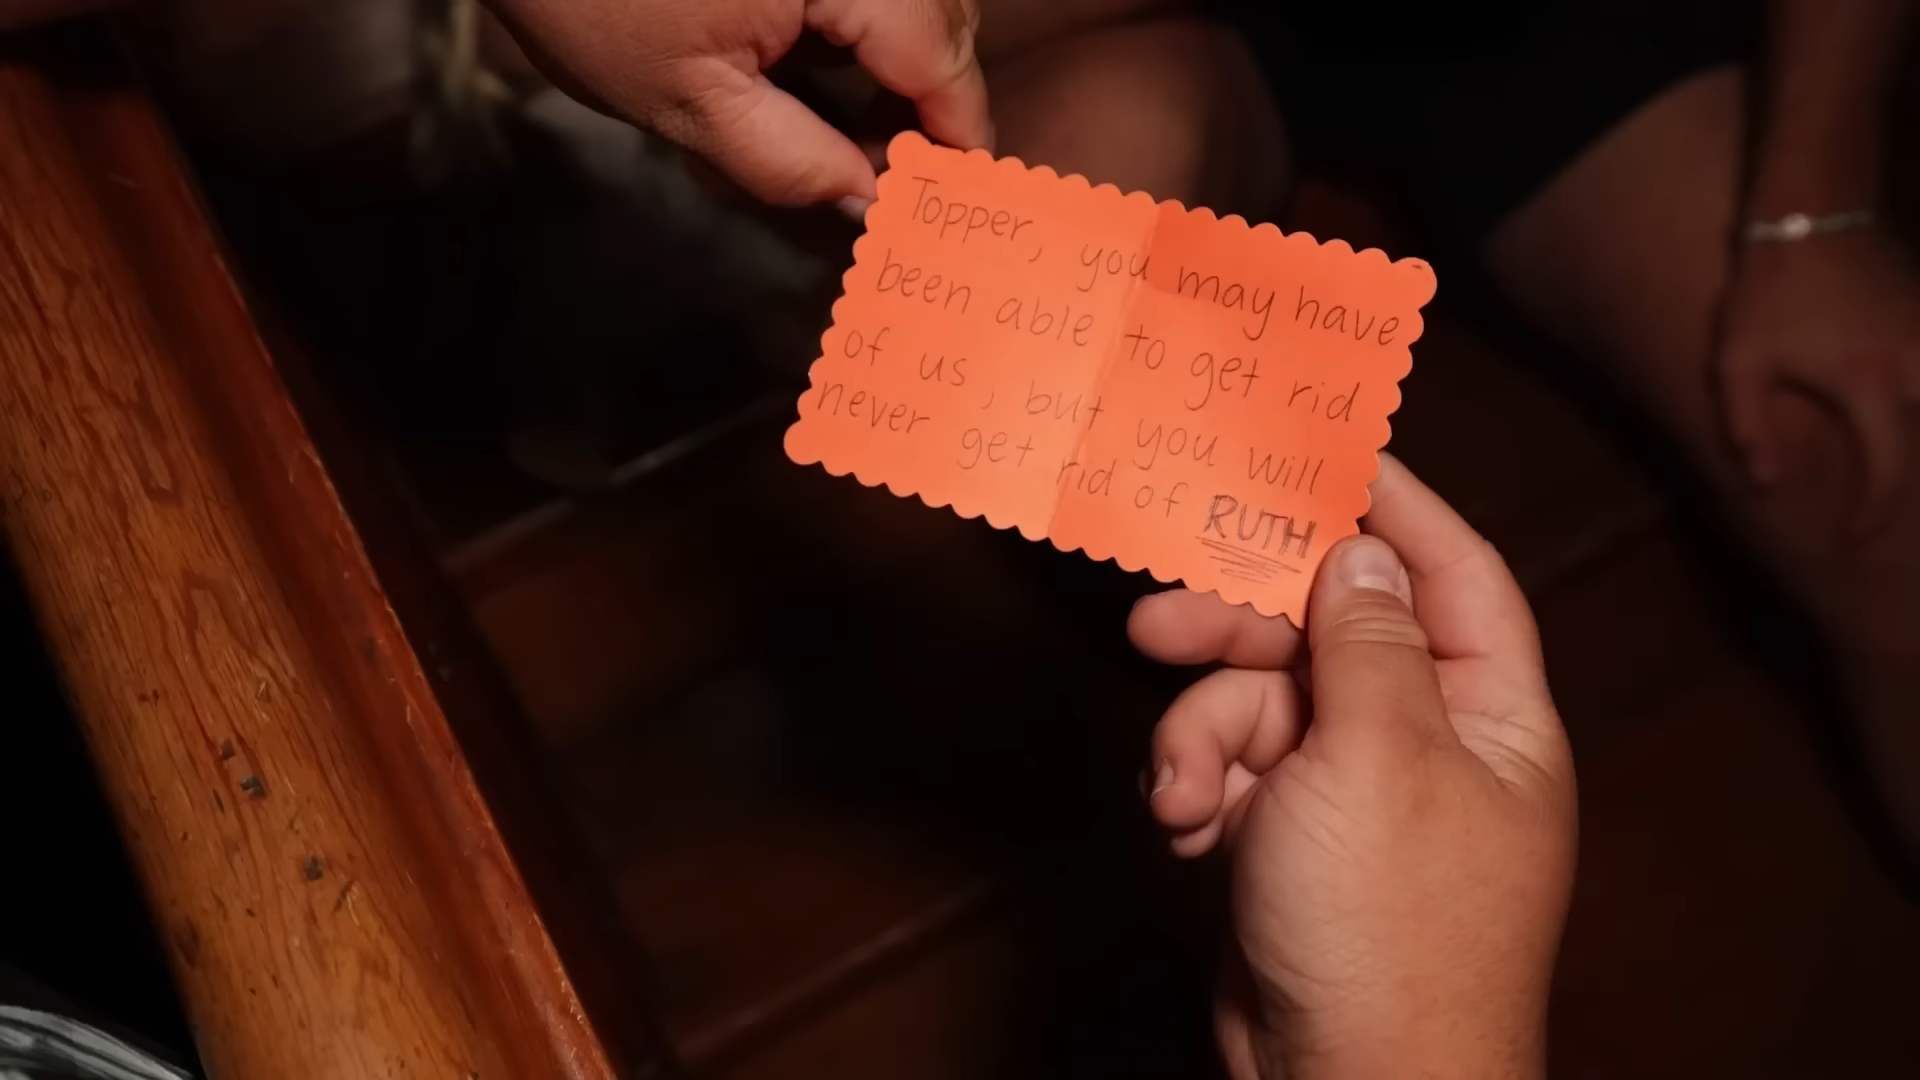 Topper, you may have
been able to get rid
of us, but you will
never get rid of RUTH